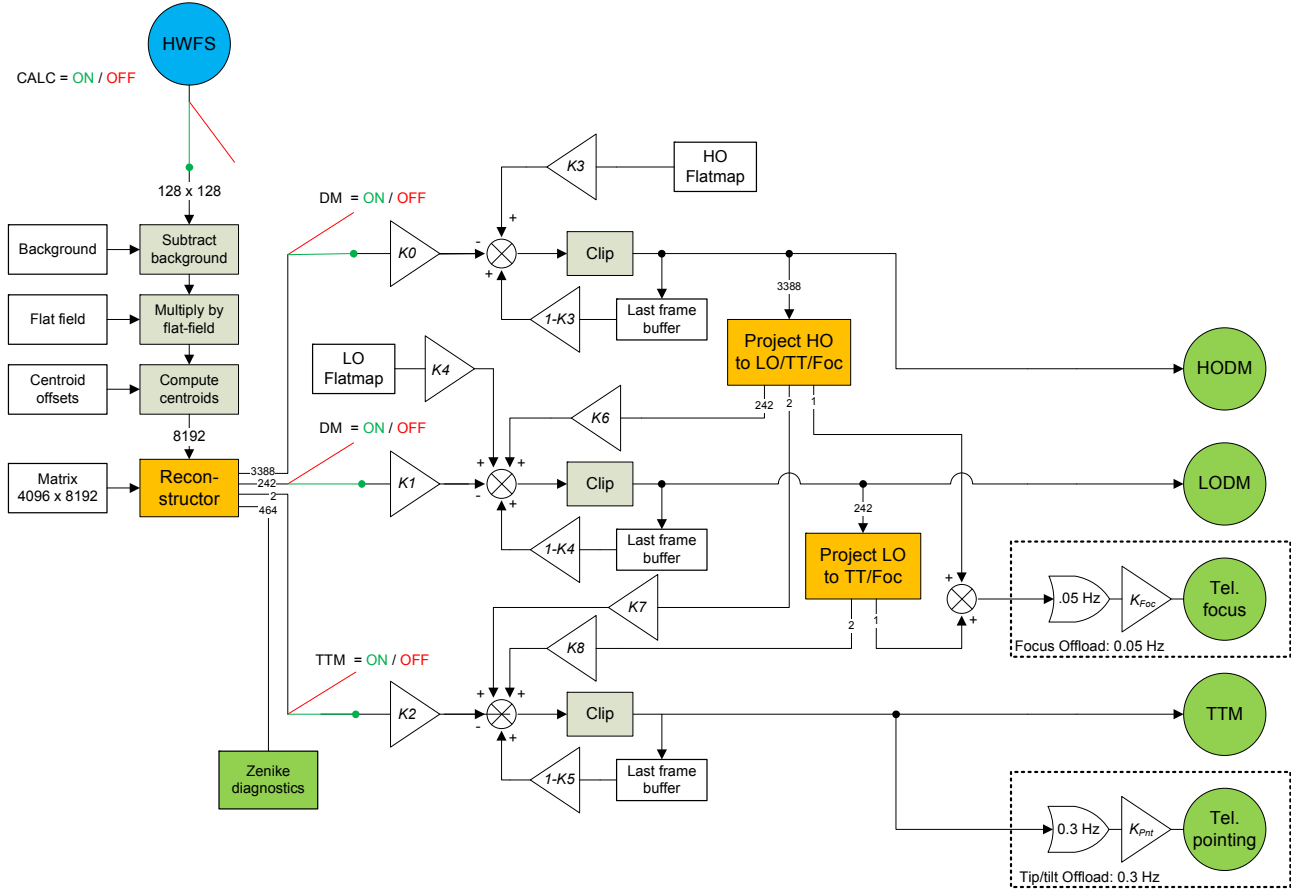 HWFS
CALC = ON / OFF
128 x 128
Background
Subtract
background
Flat field
Multiply by
flat-field
Centroid
offsets
Compute
centroids
8192
Matrix
4096 x 8192
Recon-
structor
3388
242
2
464
Zenike
diagnostics
DM = ON / OFF
K0
K3
HO
Flatmap
+
-
+
Clip
1-K3
Last frame
buffer
3388
Project HO
to LO/TT/Foc
242
2
1
HODM
LO
Flatmap
K4
K6
DM = ON / OFF
K1
+
+
-
+
Clip
1-K4
Last frame
buffer
242
LODM
Project LO
to TT/Foc
2
1
+
+
.05 Hz
KFoc
Tel.
focus
Focus Offload: 0.05 Hz
K7
K8
TTM = ON / OFF
K2
+
+
-
+
Clip
1-K5
Last frame
buffer
TTM
0.3 Hz
KPnt
Tel.
pointing
Tip/tilt Offload: 0.3 Hz